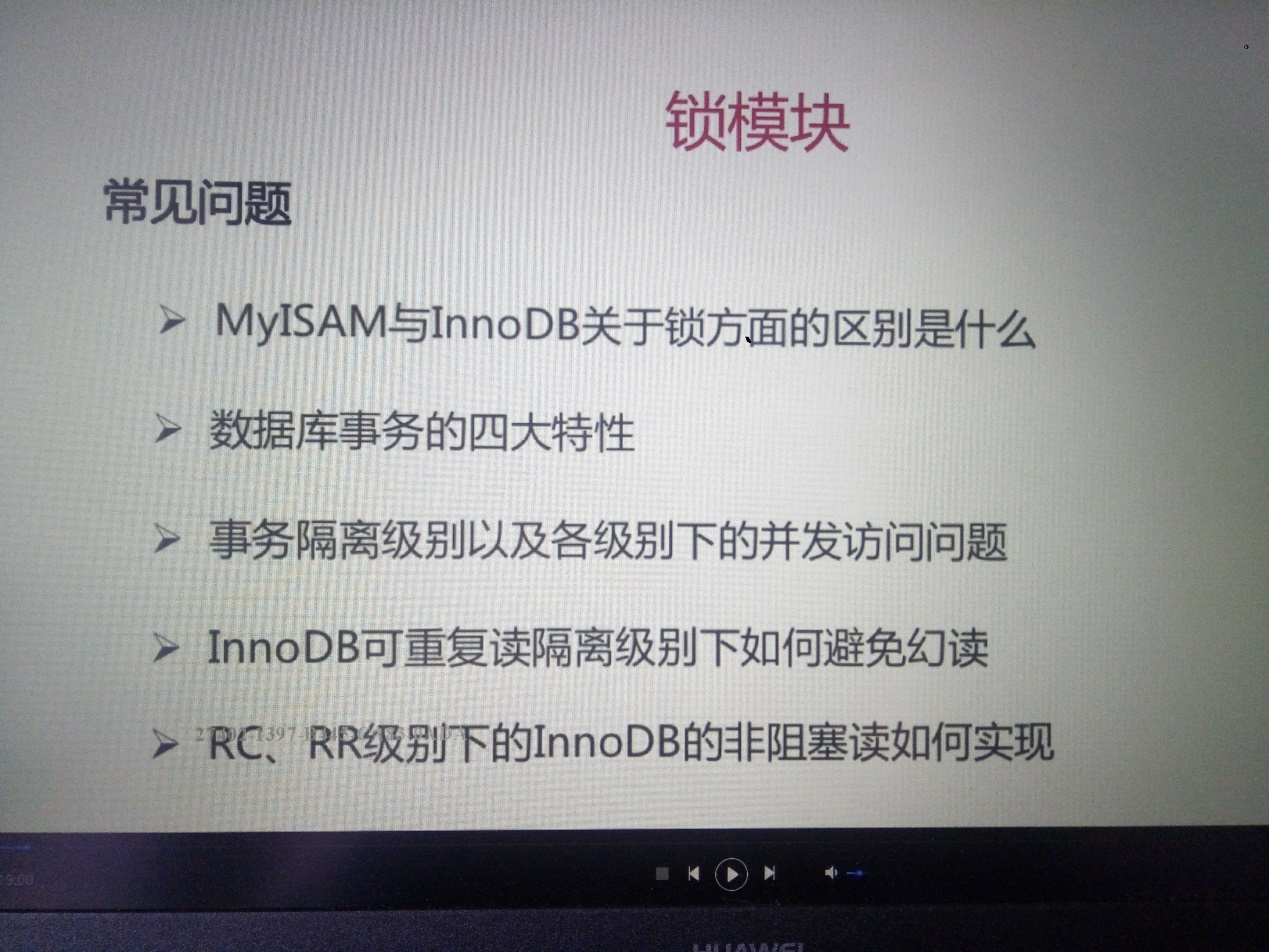 锁模块
常见问题
MyISAM与InnoDB关于锁方面的区别是什么
数据库事务的四大特性
事务隔离级别以及各级别下的并发访问问题
InnoDB可重复读隔离级别下如何避免幻读
RC、RR级别下的InnoDB的非阻塞读如何实现
19:00
HUAWEI